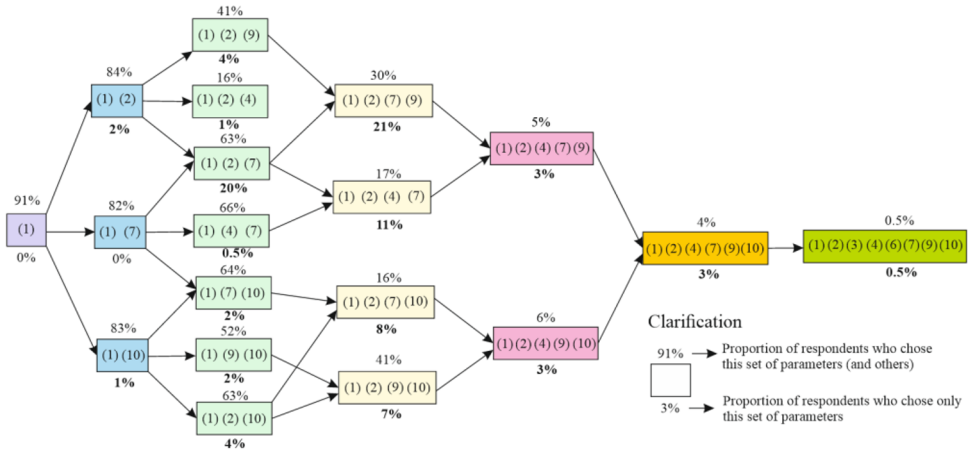 91%
(1)
0%
84%
(1) (2)
2%
82%
(1) (7)
0%
83%
(1) (10)
1%
41%
(1) (2) (9)
4%
16%
(1) (2) (4)
1%
63%
(1) (2) (7)
20%
66%
(1) (4) (7)
0.5%
64%
(1) (7) (10)
2%
52%
(1) (9) (10)
2%
63%
(1) (2) (10)
4%
30%
(1) (2) (7) (9)
21%
17%
(1) (2) (4) (7)
11%
16%
(1) (2) (7) (10)
8%
41%
(1) (2) (9) (10)
7%
5%
(1) (2) (4) (7) (9)
3%
6%
(1) (2) (4) (9) (10)
3%
4%
(1) (2) (4) (7) (9) (10)
3%
0.5%
(1) (2) (3) (4) (6) (7) (9) (10)
0.5%
Clarification
91% Proportion of respondents who chose
this set of parameters (and others)
3% Proportion of respondents who chose only
this set of parameters